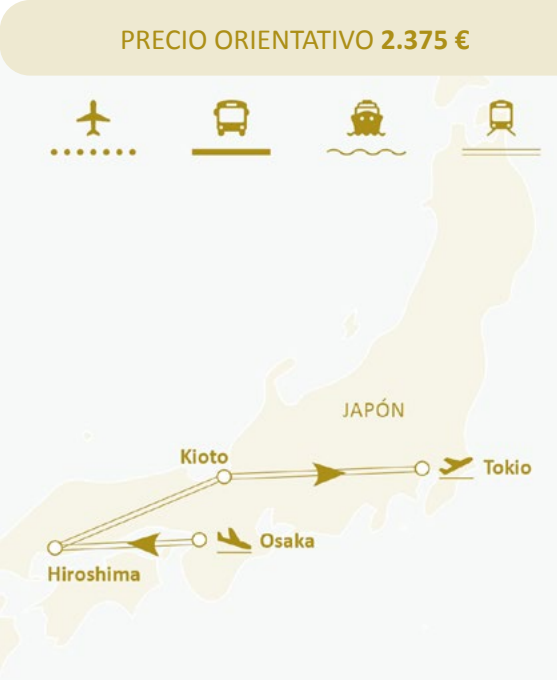 PRECIO ORIENTATIVO 2.375 €
JAPÓN
Kioto
Tokio
Osaka
Hiroshima